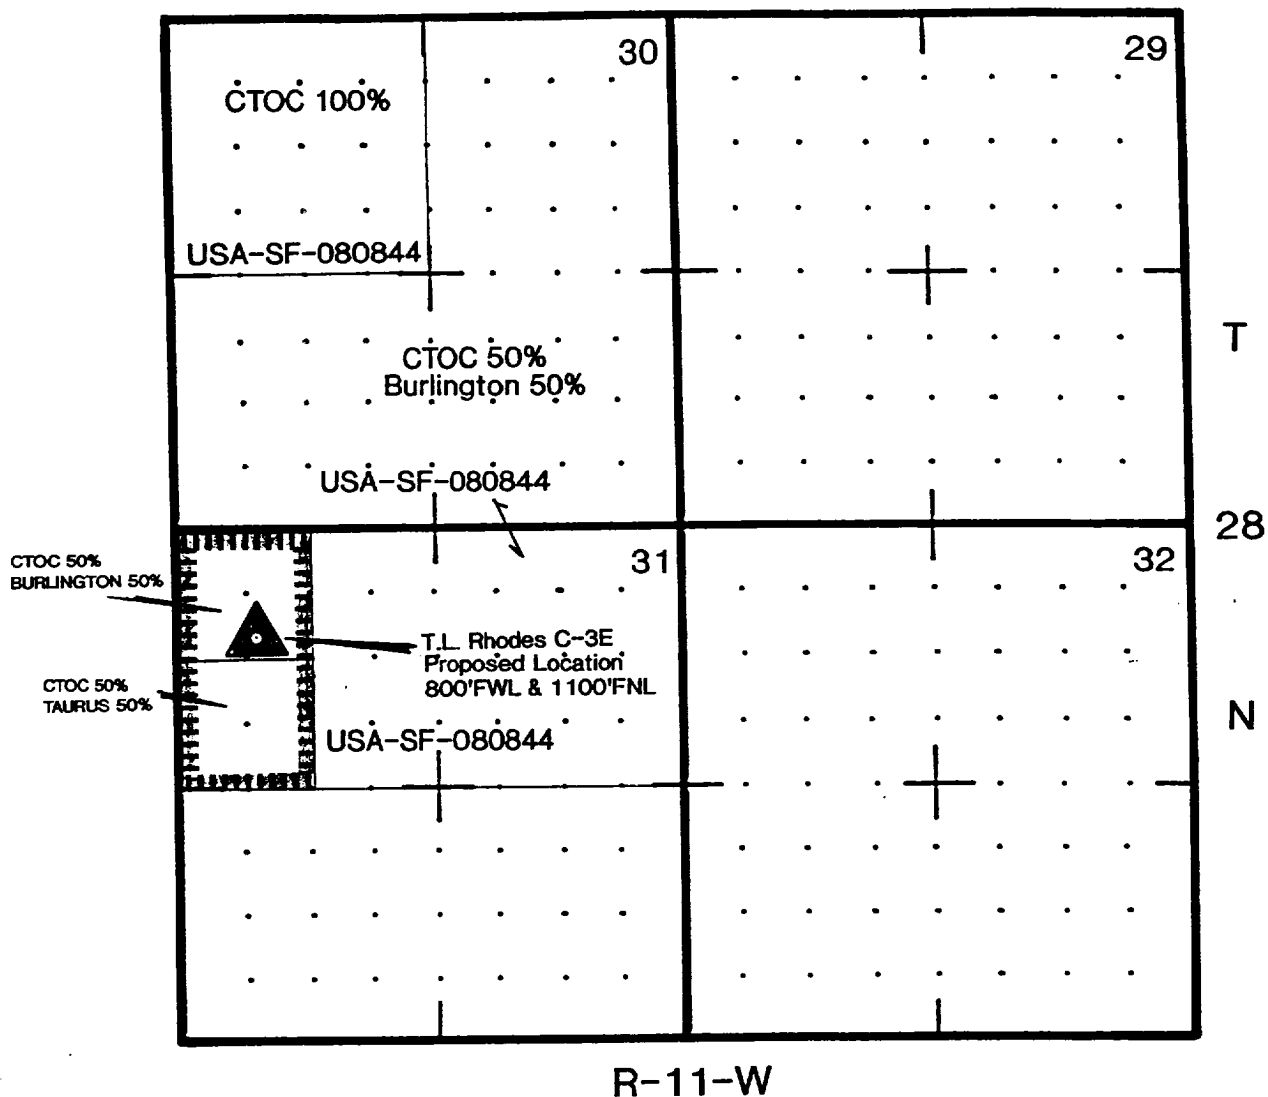 30
29
CTOC 100%
USA-SF-080844
T
CTOC 50%
Burlington 50%
USA-SF-080844
28
31
32
CTOC 50%
BURLINGTON 50%
T.L. Rhodes C-3E
Proposed Location
800'FWL & 1100'FNL
CTOC 50%
TAURUS 50%
N
USA-SF-080844
R-11-W